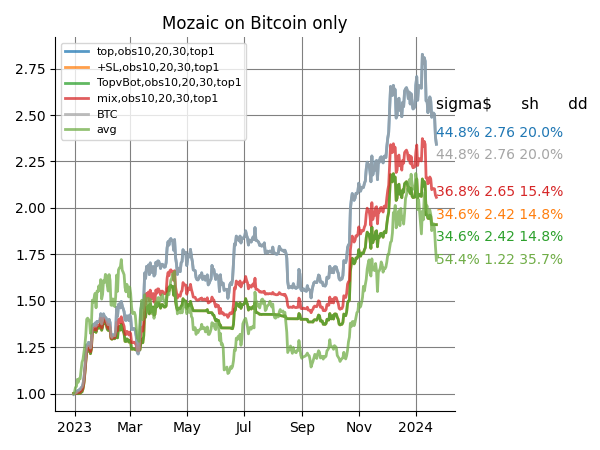 Mozaic on Bitcoin only
top,obs10,20,30,top1
+SL,obs10,20,30,top1
TopvBot,obs10,20,30,top1
mix,obs10,20,30,top1
BTC
avg
sigma$ sh dd
44.8% 2.76 20.0%
44.8% 2.76 20.0%
36.8% 2.65 15.4%
34.6% 2.42 14.8%
34.6% 2.42 14.8%
54.4% 1.22 35.7%
2.75
2.50
2.25
2.00
1.75
1.50
1.25
1.00
2023 Mar May Jul Sep Nov 2024